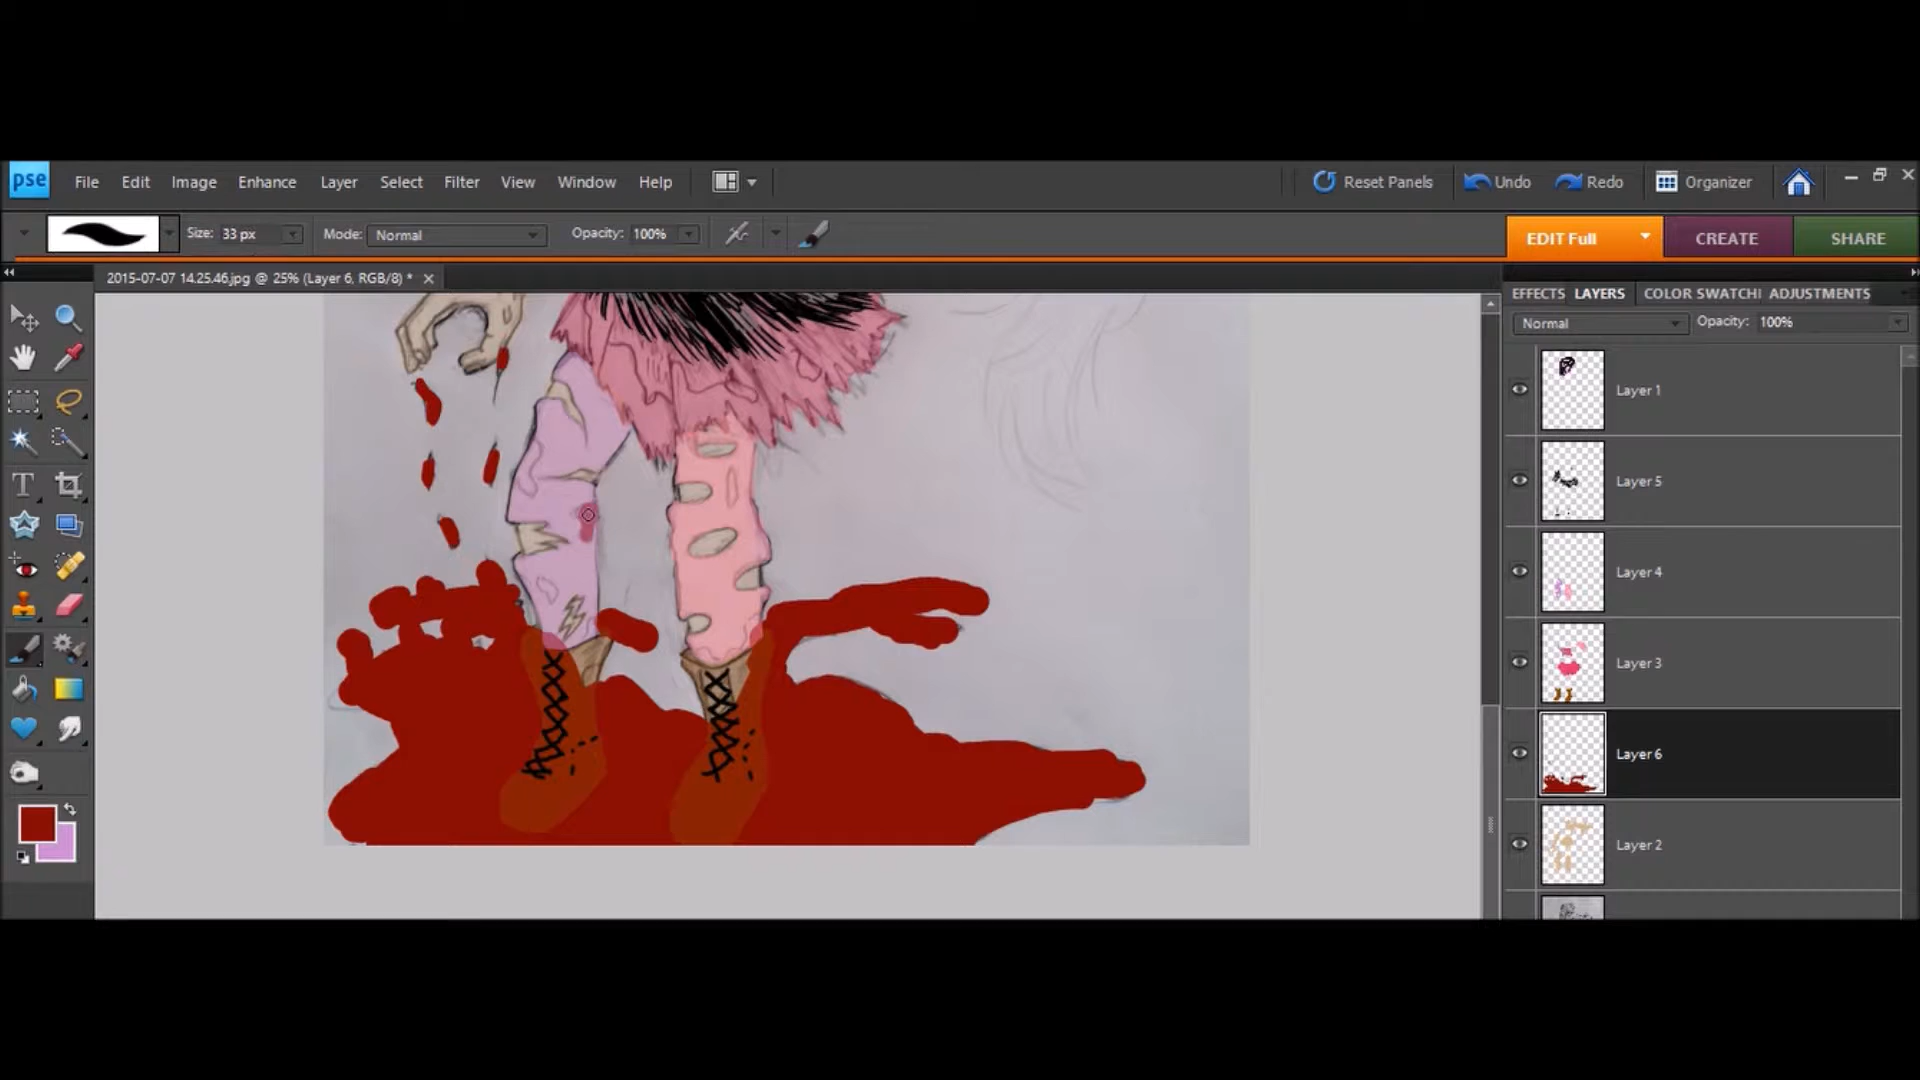 pse File Edit Image Enhance Layer Select Filter View Window Help Reset Panels Undo Redo Organizer
Size: 33 px Mode: Normal Opacity: 100% EDIT Full CREATE SHARE
2015-07-07 14.25.46.jpg @ 25% (Layer 6, RGB/8) *
EFFECTS LAYERS COLOR SWATCHI ADJUSTMENTS
Normal Opacity: 100%
Layer 1
Layer 5
Layer 4
Layer 3
Layer 6
Layer 2